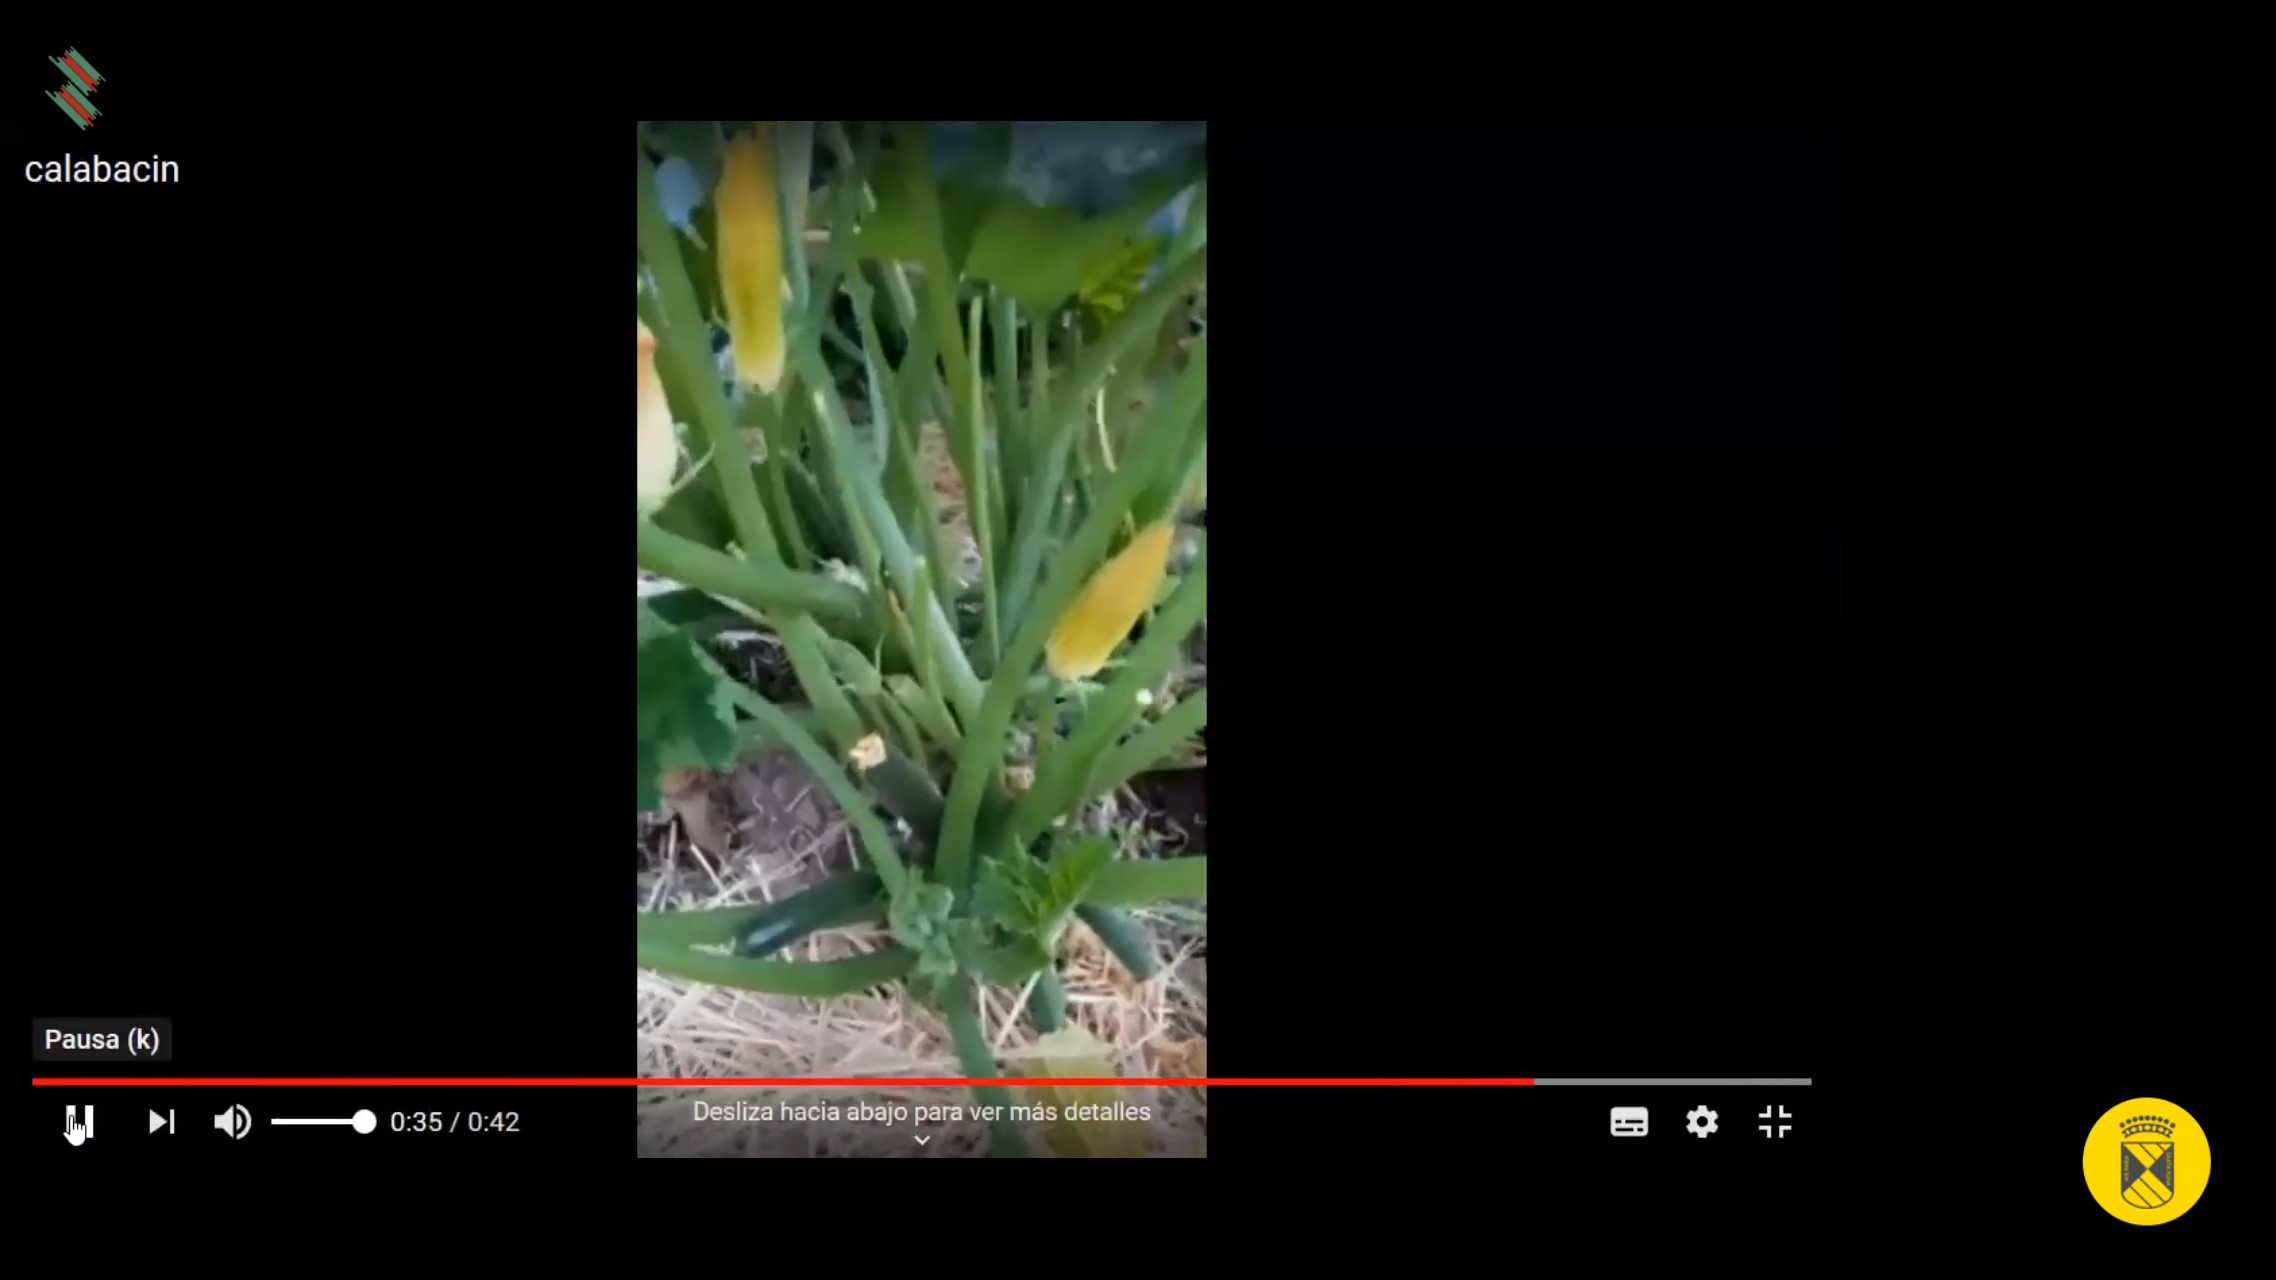 calabacin
Pausa (k)
Desliza hacia abajo para ver más detalles
0:35 / 0:42